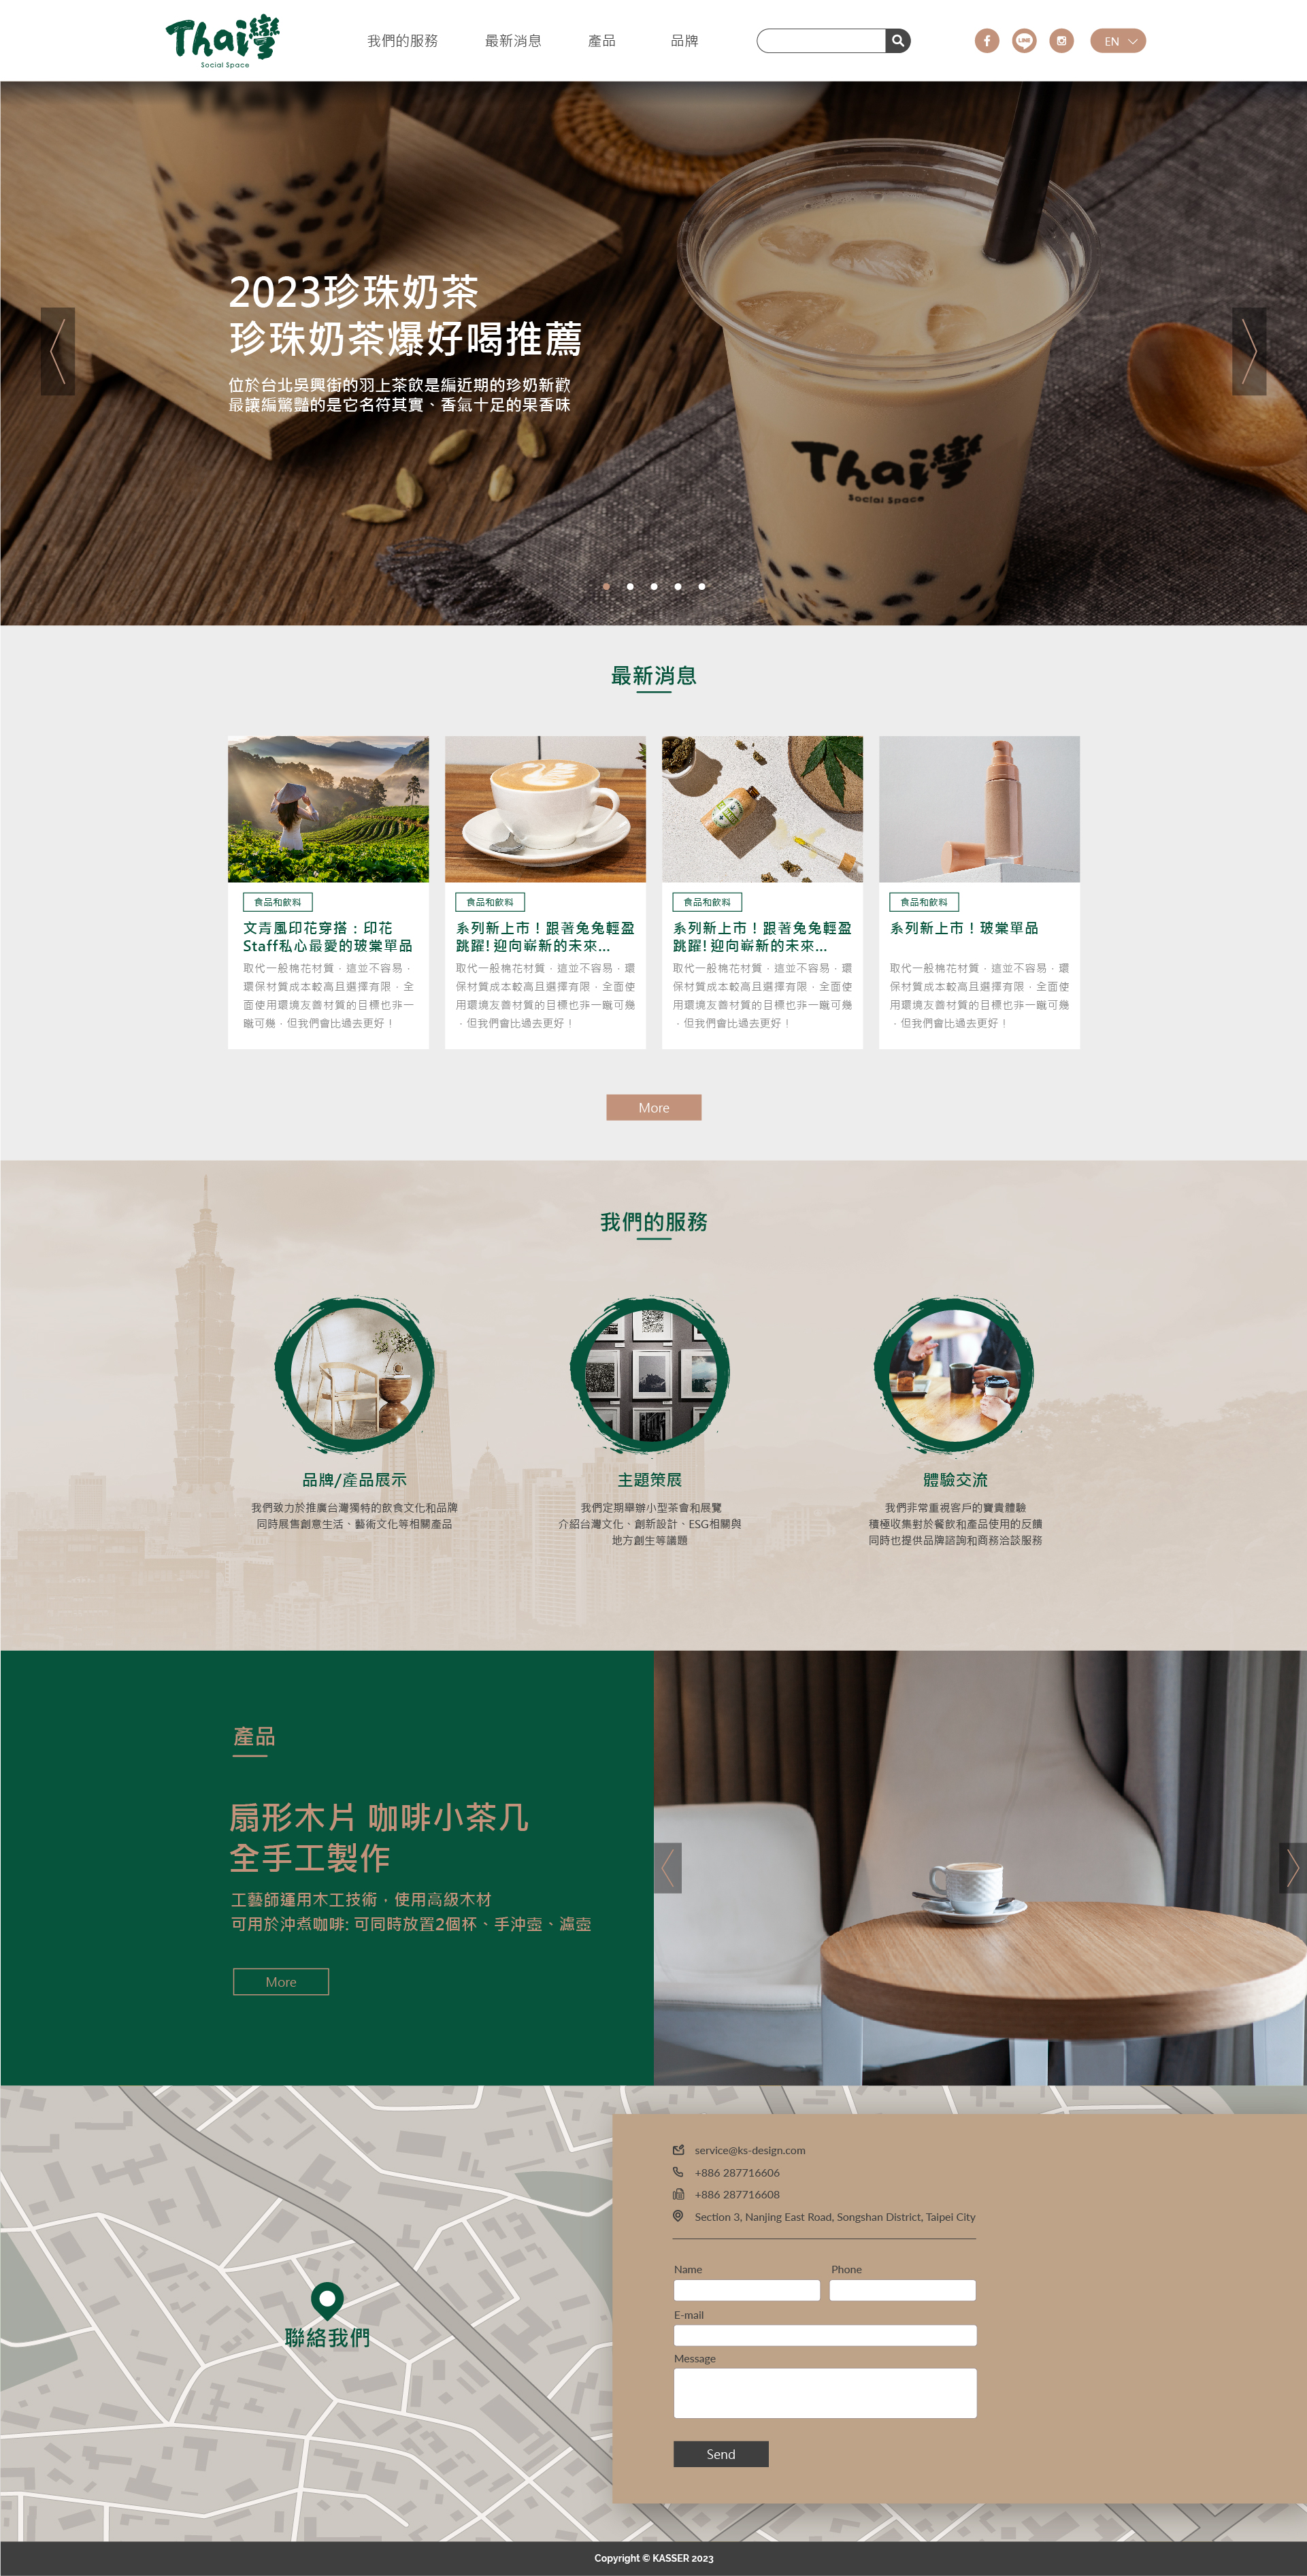 Thai灣
Social Space
我們的服務
最新消息
產品
品牌
LINE
EN
2023珍珠奶茶
珍珠奶茶爆好喝推薦
位於台北吳興街的羽上茶飲是編近期的珍奶新歡
最讓編驚豔的是它名符其實、香氣十足的果香味
Thai灣
Social Space
最新消息
食品和飲料
文青風印花穿搭：印花
Staff私心最愛的玻棠單品
取代一般棉花材質，這並不容易，
環保材質成本較高且選擇有限，全
面使用環境友善材質的目標也非一
蹴可幾，但我們會比過去更好！
食品和飲料
系列新上市！跟著兔兔輕盈
跳躍! 迎向嶄新的未來...
取代一般棉花材質，這並不容易，環
保材質成本較高且選擇有限，全面使
用環境友善材質的目標也非一蹴可幾
，但我們會比過去更好！
食品和飲料
系列新上市！跟著兔兔輕盈
跳躍! 迎向嶄新的未來...
取代一般棉花材質，這並不容易，環
保材質成本較高且選擇有限，全面使
用環境友善材質的目標也非一蹴可幾
，但我們會比過去更好！
食品和飲料
系列新上市！玻棠單品
取代一般棉花材質，這並不容易，環
保材質成本較高且選擇有限，全面使
用環境友善材質的目標也非一蹴可幾
，但我們會比過去更好！
More
我們的服務
品牌/產品展示
我們致力於推廣台灣獨特的飲食文化和品牌
同時展售創意生活、藝術文化等相關產品
主題策展
我們定期舉辦小型茶會和展覽
介紹台灣文化、創新設計、ESG相關與
地方創生等議題
體驗交流
我們非常重視客戶的寶貴體驗
積極收集對於餐飲和產品使用的反饋
同時也提供品牌諮詢和商務洽談服務
產品
扇形木片 咖啡小茶几
全手工製作
工藝師運用木工技術，使用高級木材
可用於沖煮咖啡: 可同時放置2個杯、手沖壺、濾壺
More
聯絡我們
service@ks-design.com
+886 287716606
+886 287716608
Section 3, Nanjing East Road, Songshan District, Taipei City
Name
Phone
E-mail
Message
Send
Copyright © KASSER 2023